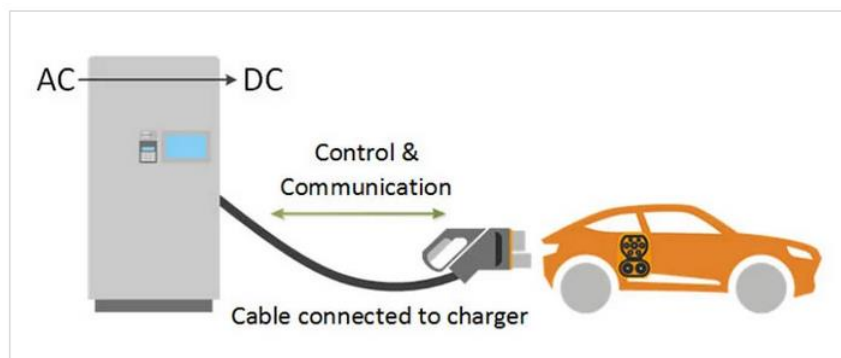 AC DC
Control &
Communication
Cable connected to charger